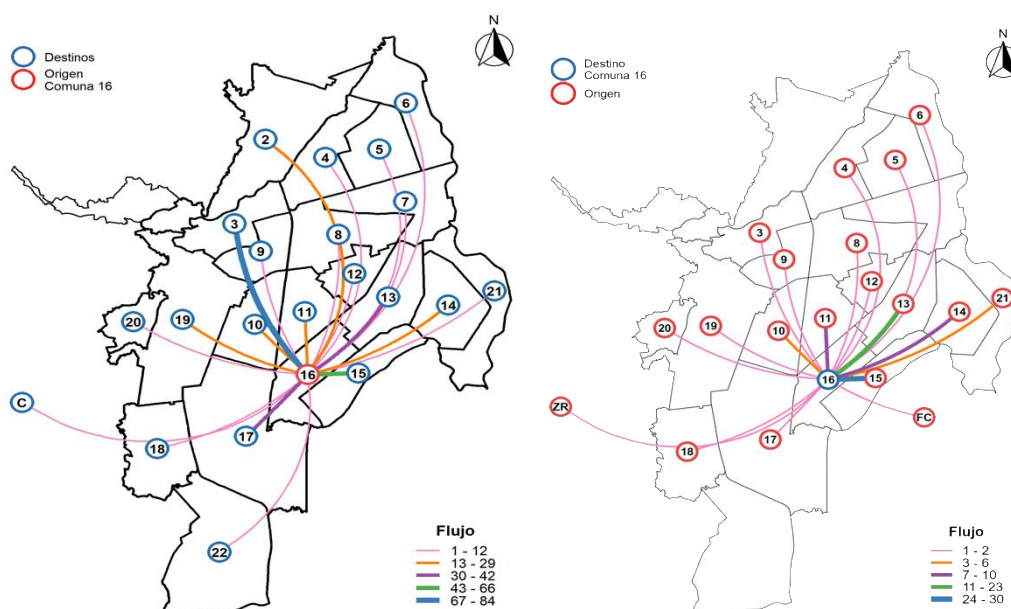 N
Destinos
Origen
Comuna 16
6
2
4
5
7
3
8
9
12
13
21
14
11
20
19
10
16
15
C
17
18
22
Flujo
1 - 12
13 - 29
30 - 42
43 - 66
67 - 84
N
Destino
Comuna 16
Origen
6
5
4
3
8
9
12
13
21
14
11
20
19
10
16
15
ZR
FC
17
18
Flujo
1 - 2
3 - 6
7 - 10
11 - 23
24 - 30